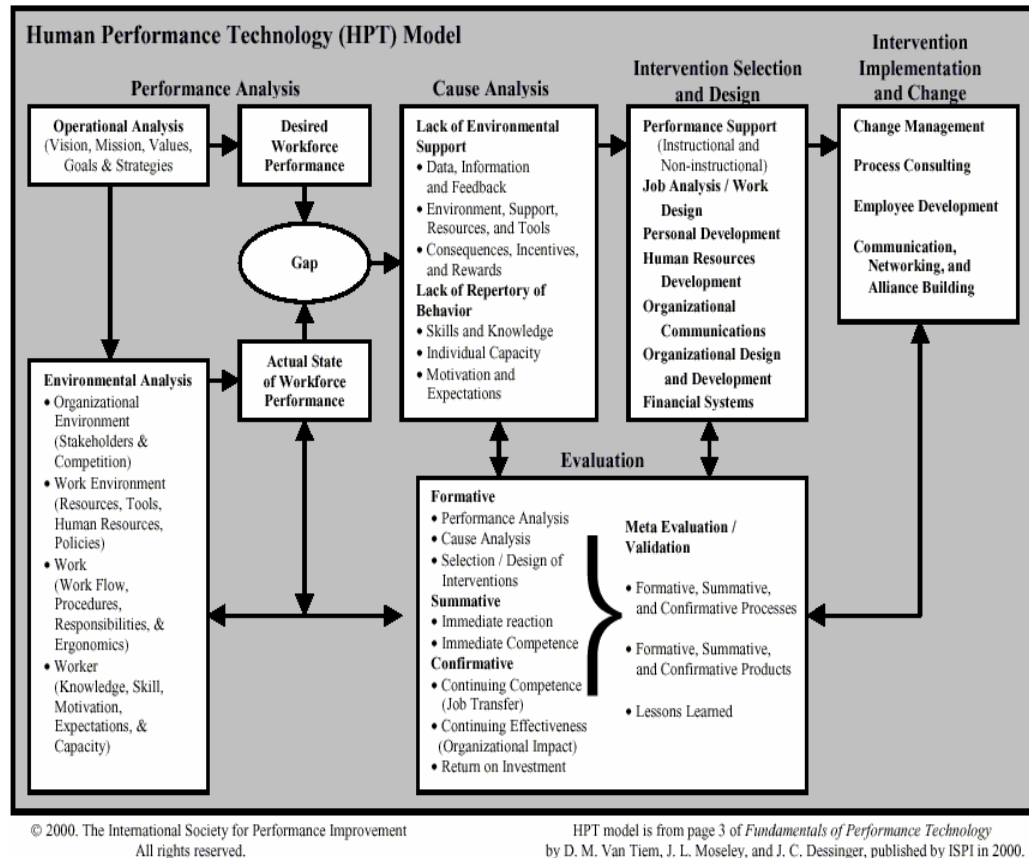 Human Performance Technology (HPT) Model
Performance Analysis
Operational Analysis
(Vision, Mission, Values,
Goals & Strategies
Desired
Workforce
Performance
Gap
Actual State
of Workforce
Performance
Environmental Analysis
• Organizational
Environment
(Stakeholders &
Competition)
• Work Environment
(Resources, Tools,
Human Resources,
Policies)
• Work
(Work Flow,
Procedures,
Responsibilities, &
Ergonomics)
• Worker
(Knowledge, Skill,
Motivation,
Expectations, &
Capacity)
Cause Analysis
Lack of Environmental
Support
• Data, Information
and Feedback
• Environment, Support,
Resources, and Tools
• Consequences, Incentives,
and Rewards
Lack of Repertory of
Behavior
• Skills and Knowledge
• Individual Capacity
• Motivation and
Expectations
Intervention Selection
and Design
Performance Support
(Instructional and
Non-instructional)
Job Analysis / Work
Design
Personal Development
Human Resources
Development
Organizational
Communications
Organizational Design
and Development
Financial Systems
Intervention
Implementation
and Change
Change Management
Process Consulting
Employee Development
Communication,
Networking, and
Alliance Building
Evaluation
Formative
• Performance Analysis
• Cause Analysis
• Selection / Design of
Interventions
Summative
• Immediate reaction
• Immediate Competence
Confirmative
• Continuing Competence
(Job Transfer)
• Continuing Effectiveness
(Organizational Impact)
• Return on Investment
Meta Evaluation /
Validation
• Formative, Summative,
and Confirmative Processes
• Formative, Summative,
and Confirmative Products
• Lessons Learned
© 2000. The International Society for Performance Improvement
All rights reserved.
HPT model is from page 3 of Fundamentals of Performance Technology
by D. M. Van Tiem, J. L. Moseley, and J. C. Dessinger, published by ISPI in 2000.